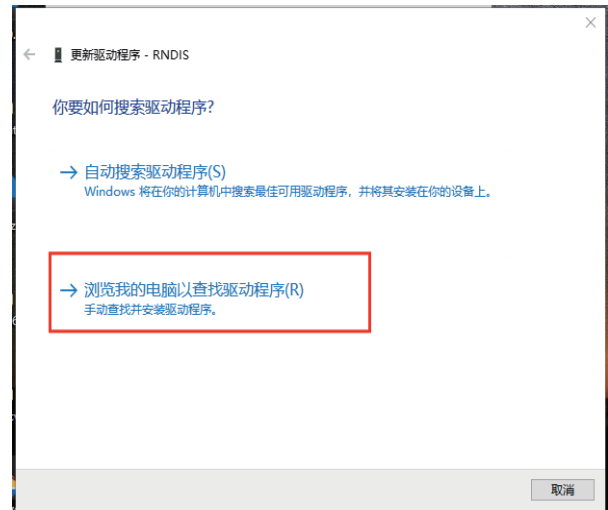 更新驱动程序 - RNDIS
你要如何搜索驱动程序?
自动搜索驱动程序(S)
Windows 将在你的计算机中搜索最佳可用驱动程序，并将其安装在你的设备上。
浏览我的电脑以查找驱动程序(R)
手动查找并安装驱动程序。
取消